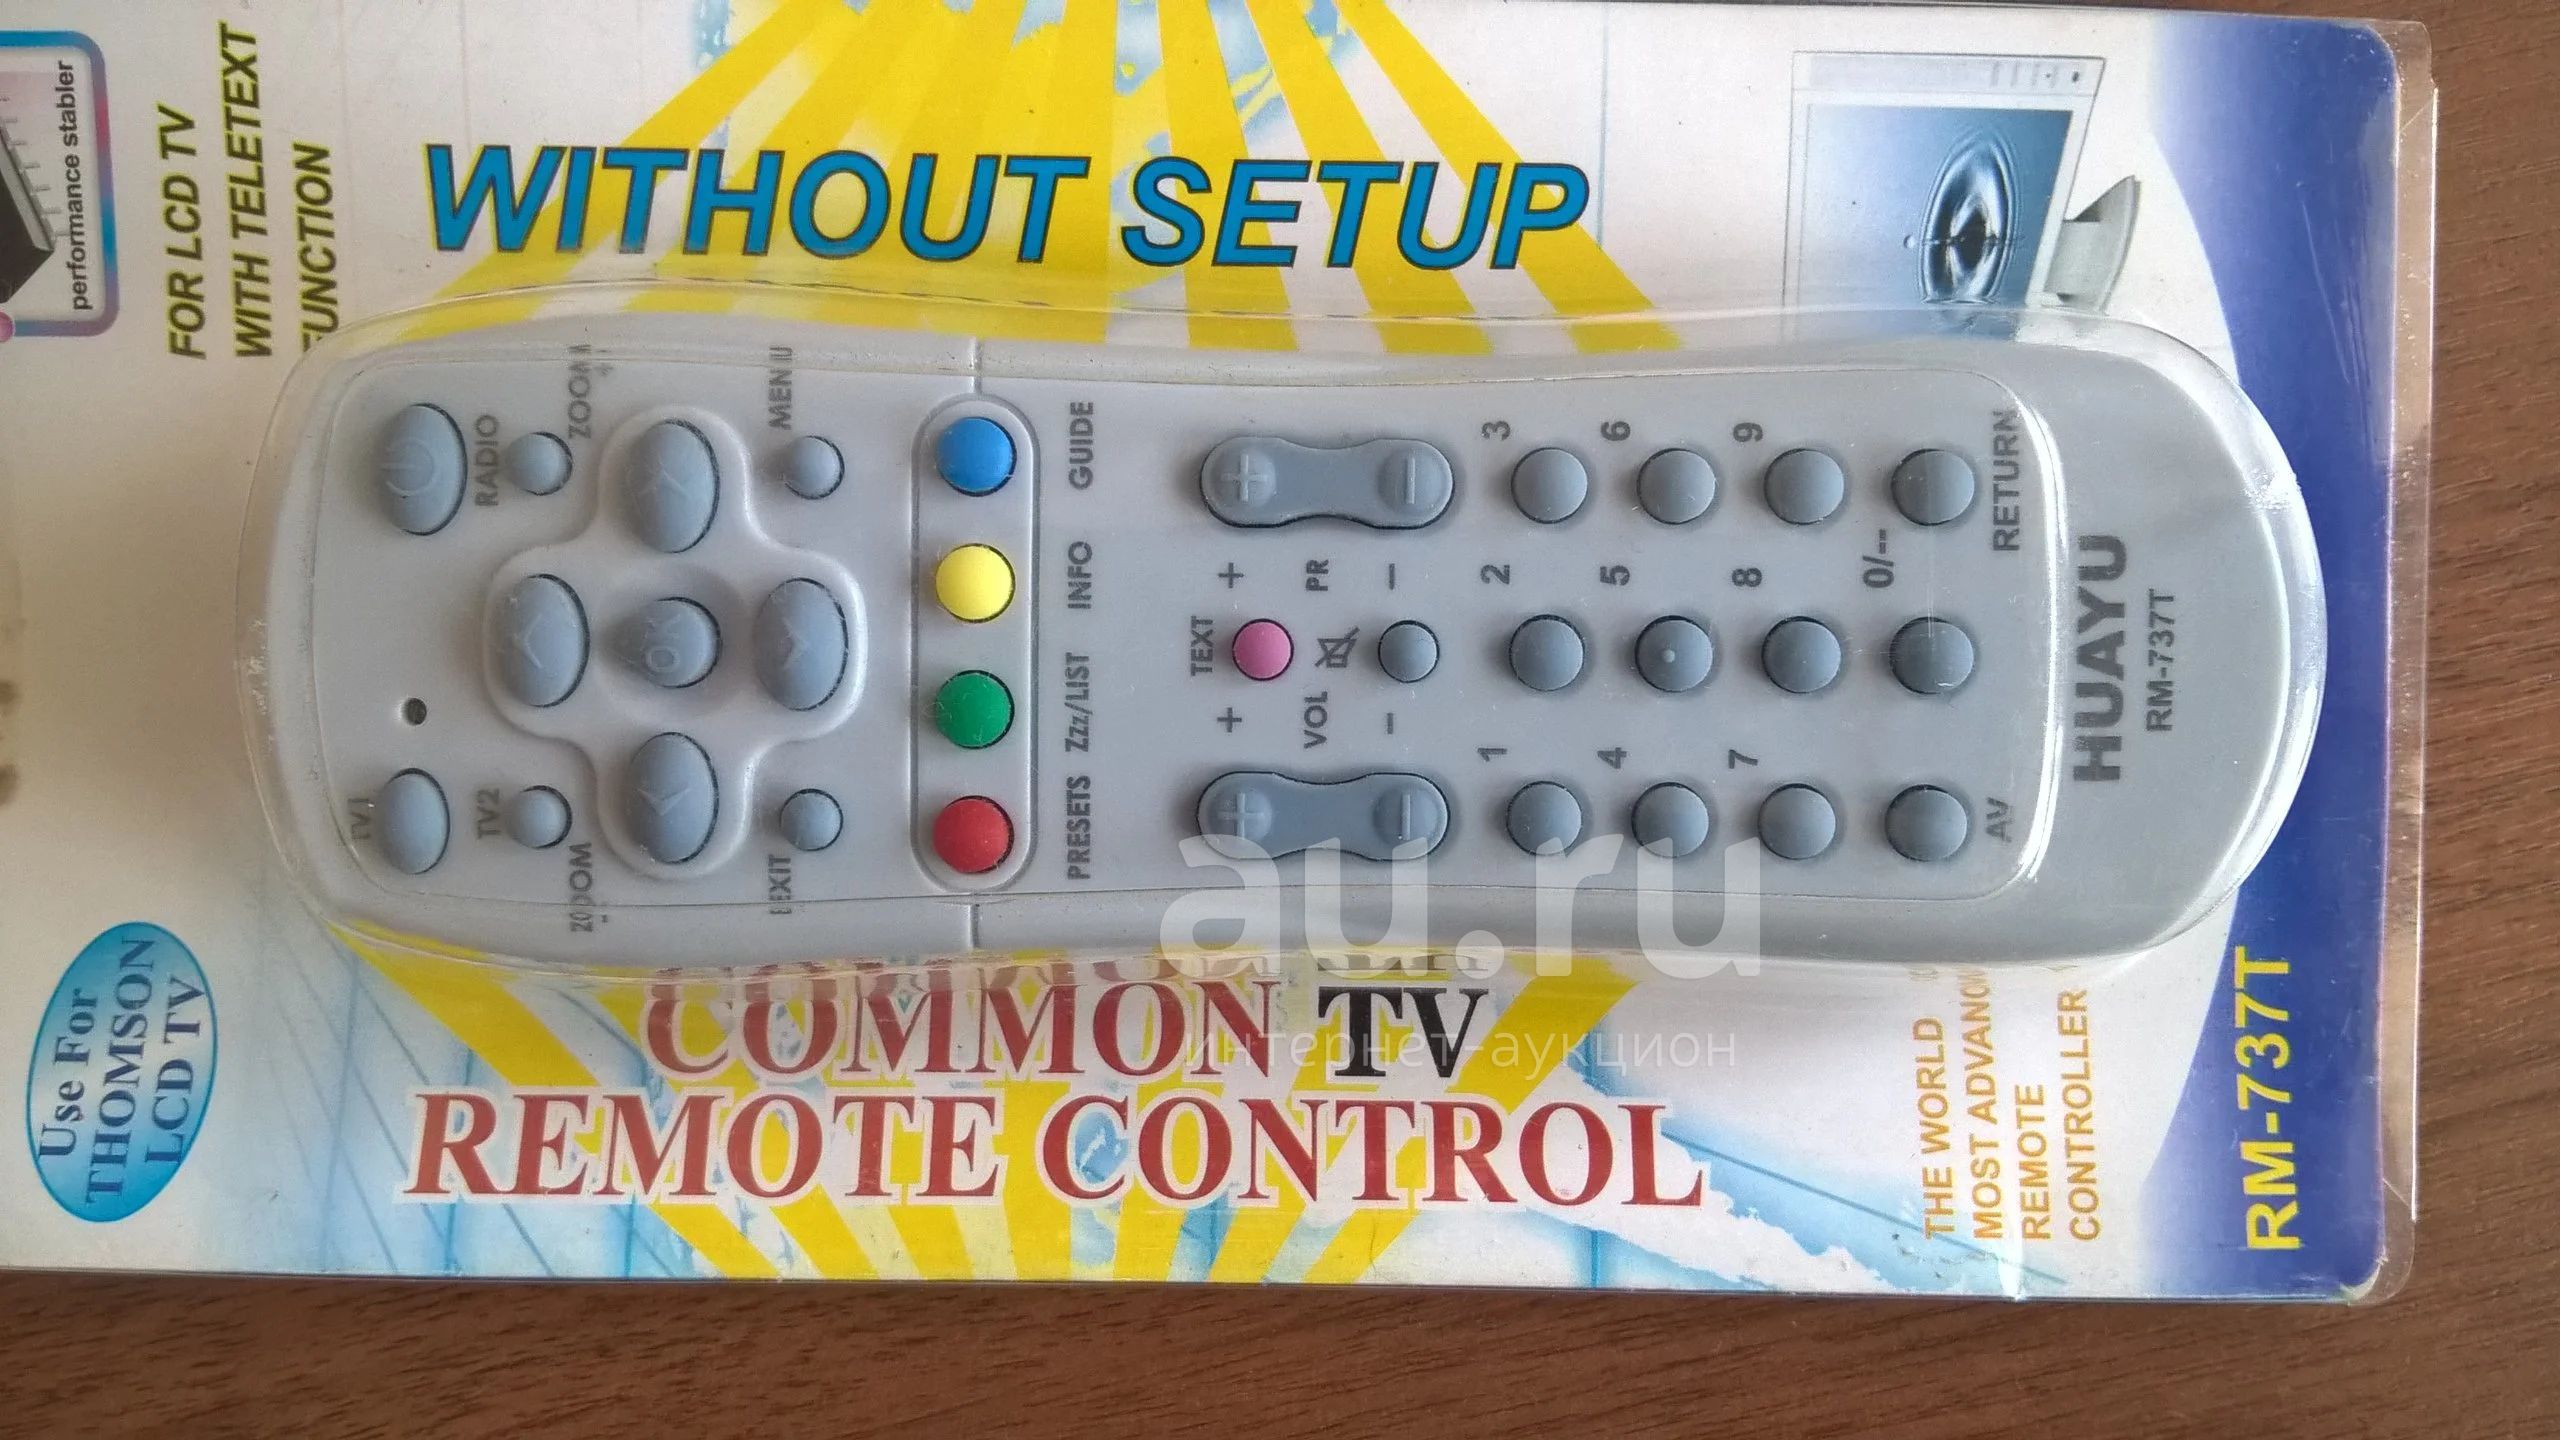 performance stabler
FOR LCD TV
WITH TELETEXT
FUNCTION
WITHOUT SETUP
Use For
THOMSON
LCD TV
TV1
RADIO
TV2
ZOOM
+
ZOOM
-
OK
MENU
EXIT
PRESETS Zzz/LIST INFO GUIDE
TEXT
+ +
VOL PR
- -
1 2 3
4 5 6
7 8 9
0/--
AV RETURN
HUAYU
RM-737T
COMMON TV
REMOTE CONTROL
THE WORLD
MOST
REMOTE
CONTROLLER
RM-737T
au.ru
интернет-аукцион